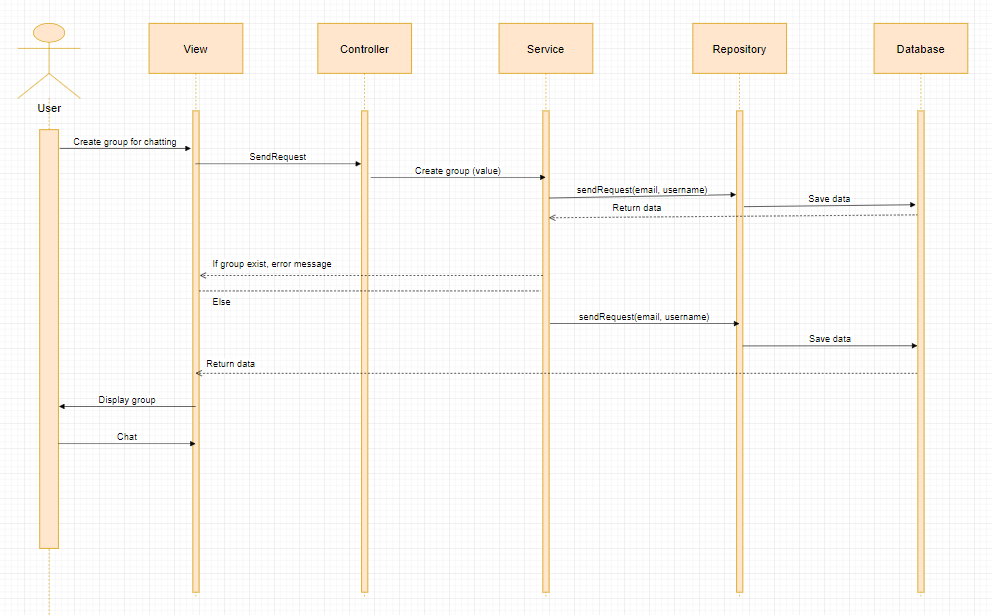 View
Controller
Service
Repository
Database
User
Create group for chatting
SendRequest
Create group (value)
sendRequest(email, username)
Save data
Return data
If group exist, error message
Else
sendRequest(email, username)
Save data
Return data
Display group
Chat